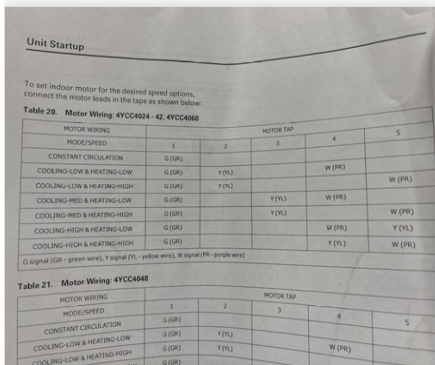 Unit Startup
To set indoor motor for the desired speed options,
connect the motor leads in the taps as shown below:
Table 20. Motor Wiring: 4YCC4024 - 42, 4YCC4060
MOTOR WIRING MOTOR TAP
MODE/SPEED 1 2 3 4 5
CONSTANT CIRCULATION G (GR)
COOLING-LOW & HEATING-LOW G (GR) Y (YL) W (PR)
COOLING-LOW & HEATING-HIGH G (GR) Y (YL) W (PR)
COOLING-MED & HEATING-LOW G (GR) Y (YL) W (PR)
COOLING-MED & HEATING-HIGH G (GR) Y (YL) W (PR)
COOLING-HIGH & HEATING-LOW G (GR) W (PR) Y (YL)
COOLING-HIGH & HEATING-HIGH G (GR) Y (YL) W (PR)
G signal (GR - green wire), Y signal (YL - yellow wire), W signal (PR - purple wire)
Table 21. Motor Wiring: 4YCC4048
MOTOR WIRING MOTOR TAP
MODE/SPEED 1 2 3 4 5
CONSTANT CIRCULATION G (GR)
COOLING-LOW & HEATING-LOW G (GR) Y (YL) W (PR)
COOLING-LOW & HEATING-HIGH G (GR) Y (YL)
G (GR)